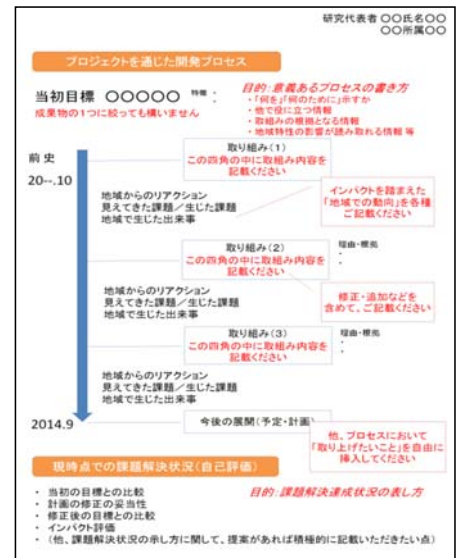 研究代表者 〇〇氏名〇〇
〇〇所属〇〇
プロジェクトを通じた開発プロセス
当初目標 〇〇〇〇〇 特徴 :
成果物の1つに絞っても構いません
目的:意義あるプロセスの書き方
・「何を」「何のために」示すか
・他で役に立つ情報
・取組みの根拠となる情報
・地域特性の影響が読み取れる情報 等
前史
取り組み(1)
この四角の中に取組み内容を
記載ください
20--.10
地域からのリアクション
見えてきた課題/生じた課題
地域で生じた出来事
インパクトを踏まえた
「地域での動向」を各種
ご記載ください
取り組み(2)
この四角の中に取組み内容を
記載ください
理由・根拠
・
・
地域からのリアクション
見えてきた課題/生じた課題
地域で生じた出来事
修正・追加などを
含めて、ご記載ください
取り組み(3)
この四角の中に取組み内容を
記載ください
理由・根拠
・
・
地域からのリアクション
見えてきた課題/生じた課題
地域で生じた出来事
2014.9
今後の展開(予定・計画)
他、プロセスにおいて
「取り上げたいこと」を自由に
挿入してください
現時点での課題解決状況(自己評価)
目的:課題解決達成状況の表し方
・ 当初の目標との比較
・ 計画の修正の妥当性
・ 修正後の目標との比較
・ インパクト評価
・ (他、課題解決状況の示し方に関して、提案があれば積極的に記載いただきたい点)